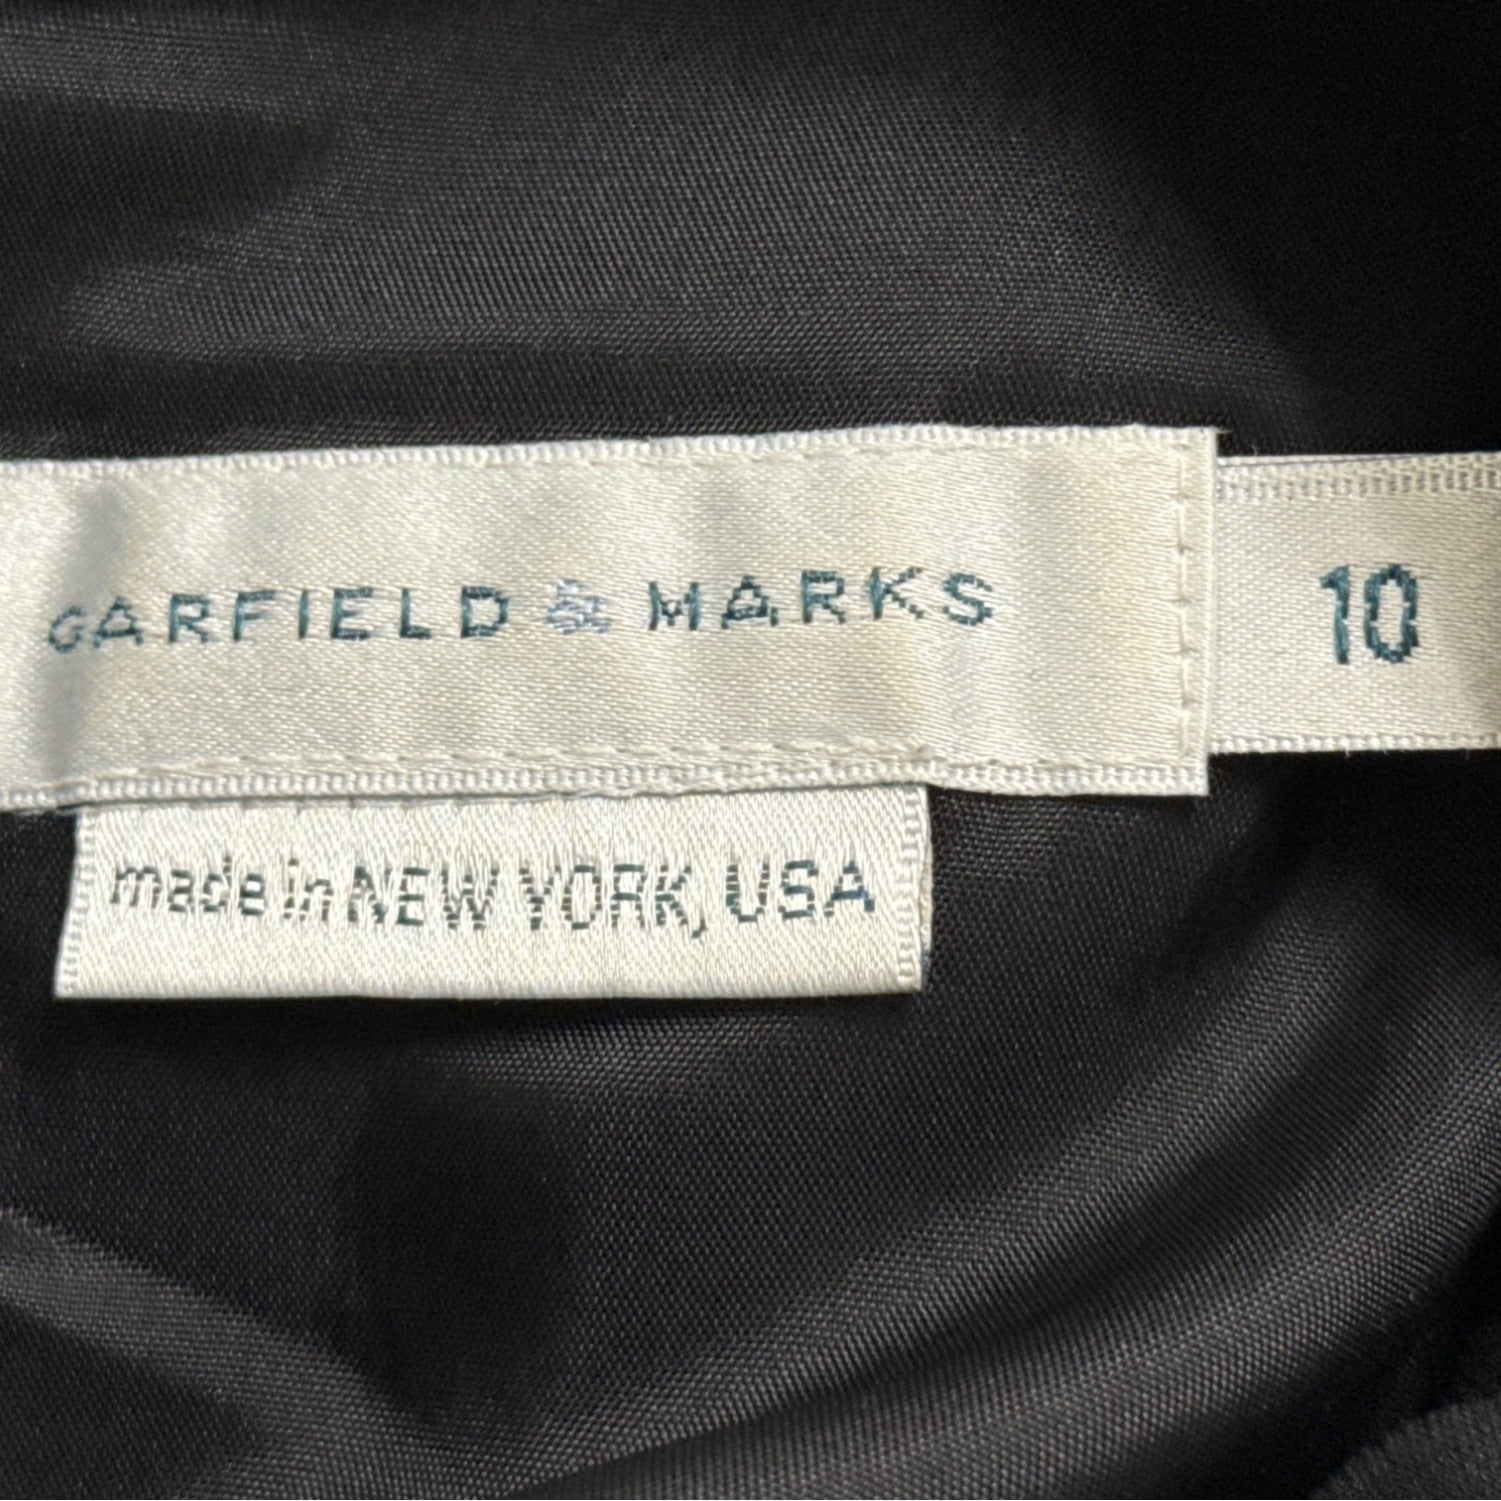 GARFIELD & MARKS
10
made in NEW YORK, USA